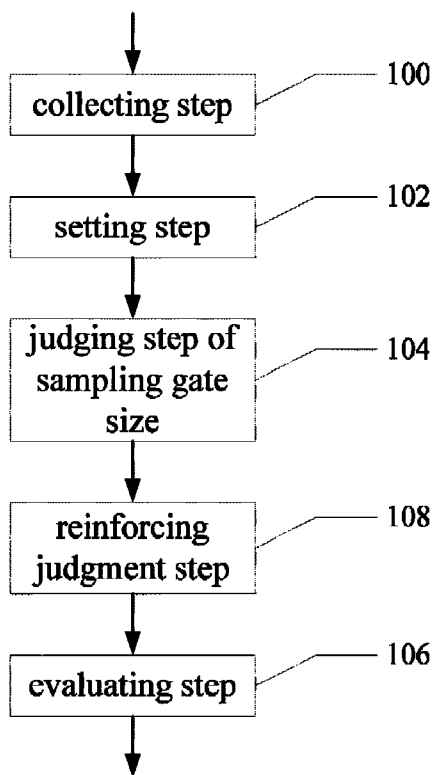 100
collecting step
102
setting step
judging step of
104
sampling gate
size
reinforcing
108
judgment step
106
evaluating step